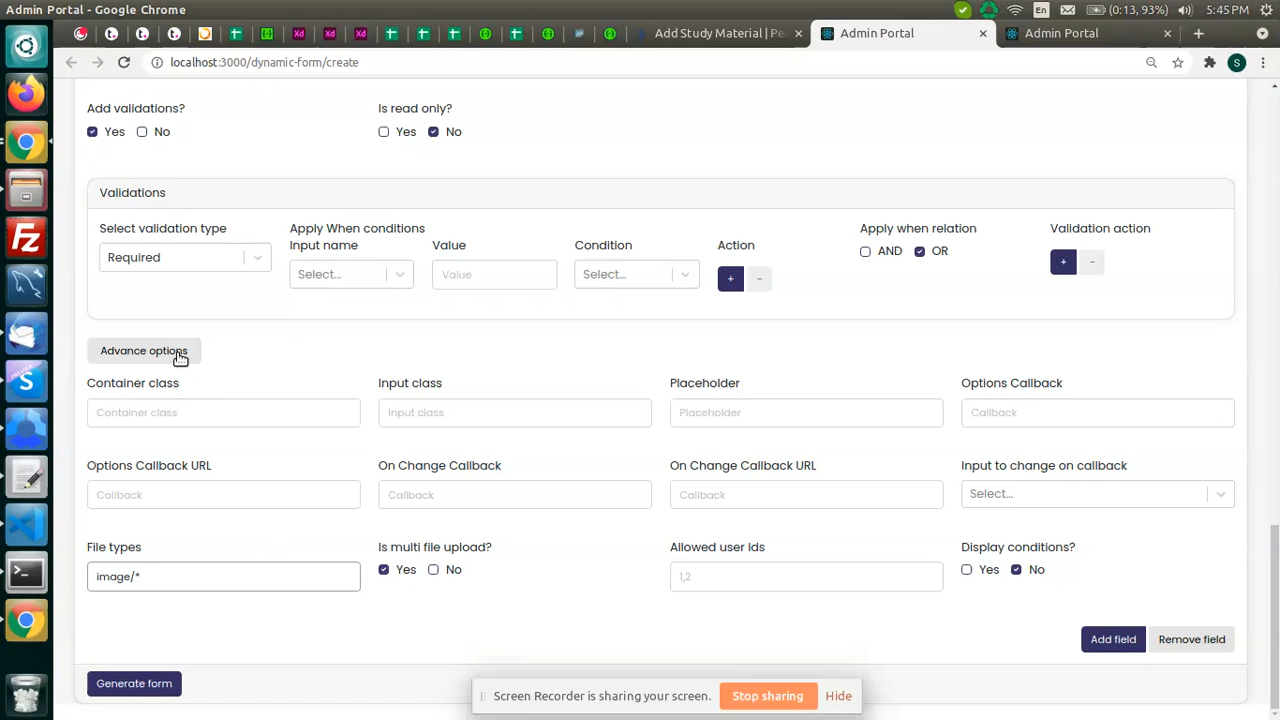 Admin Portal - Google Chrome
En
(0:13, 93%)
5:45PM
Add Study Material | Pe
Admin Portal
Admin Portal
localhost:3000/dynamic-form/create
S
Add validations?
Is read only?
Yes No
Yes No
Validations
Select validation type
Apply When conditions
Apply when relation
Validation action
Input name
Value
Condition
Action
AND OR
+ -
Required
Select...
Value
Select...
+ -
Advance options
Container class
Input class
Placeholder
Options Callback
Container class
Input class
Placeholder
Callback
Options Callback URL
On Change Callback
On Change Callback URL
Input to change on callback
Callback
Callback
Callback
Select...
File types
Is multi file upload?
Allowed user Ids
Display conditions?
image/*
Yes No
1,2
Yes No
Add field
Remove field
Generate form
Screen Recorder is sharing your screen.
Stop sharing
Hide